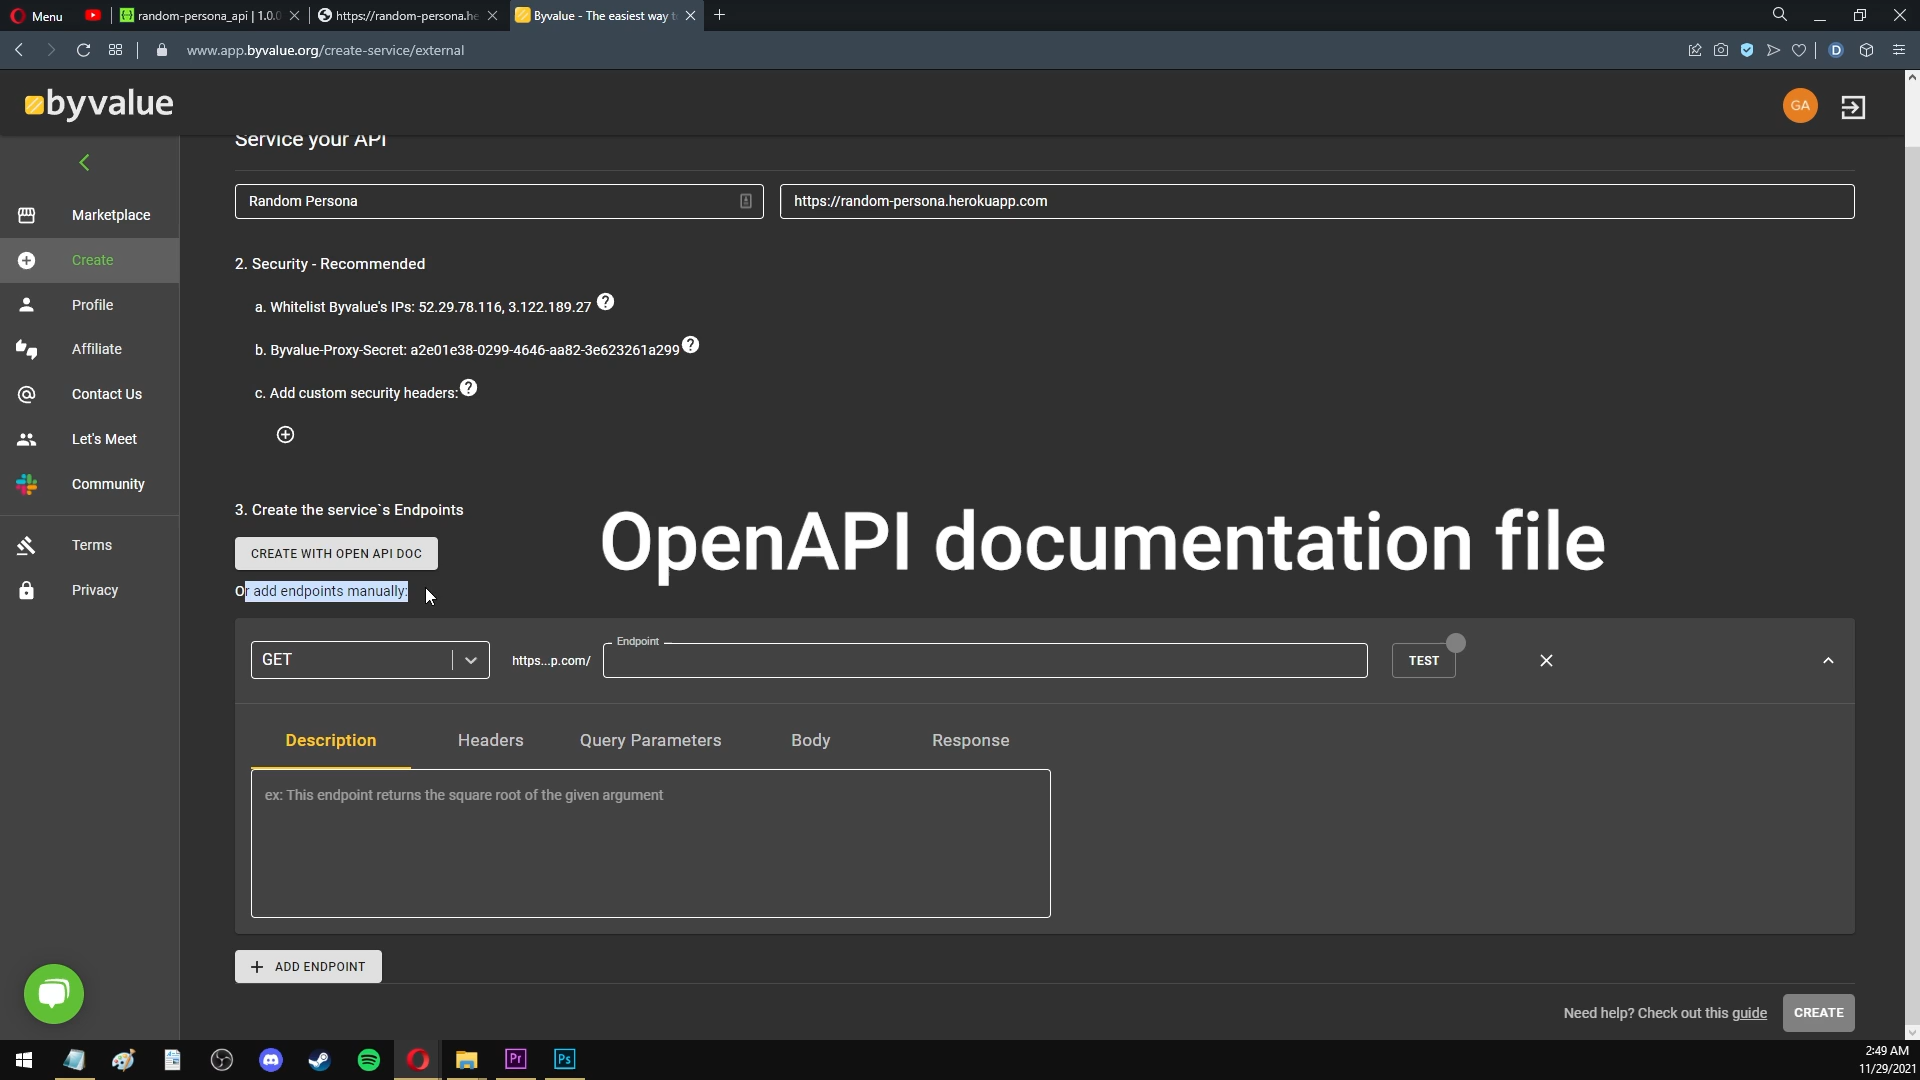 Menu
random-persona_api | 1.0.0
https://random-persona.he
Byvalue - The easiest way t
www.app.byvalue.org/create-service/external
D
byvalue
GA
Service your API
Marketplace
Create
Profile
Affiliate
Contact Us
Let's Meet
Community
Terms
Privacy
Random Persona
https://random-persona.herokuapp.com
2. Security - Recommended
a. Whitelist Byvalue's IPs: 52.29.78.116, 3.122.189.27 ?
b. Byvalue-Proxy-Secret: a2e01e38-0299-4646-aa82-3e623261a299 ?
c. Add custom security headers: ?
3. Create the service`s Endpoints
CREATE WITH OPEN API DOC
OpenAPI documentation file
Or add endpoints manually:
GET
https...p.com/
Endpoint
TEST
Description
Headers
Query Parameters
Body
Response
ex: This endpoint returns the square root of the given argument
ADD ENDPOINT
Need help? Check out this guide
CREATE
Pr
Ps
2:49 AM
11/29/2021